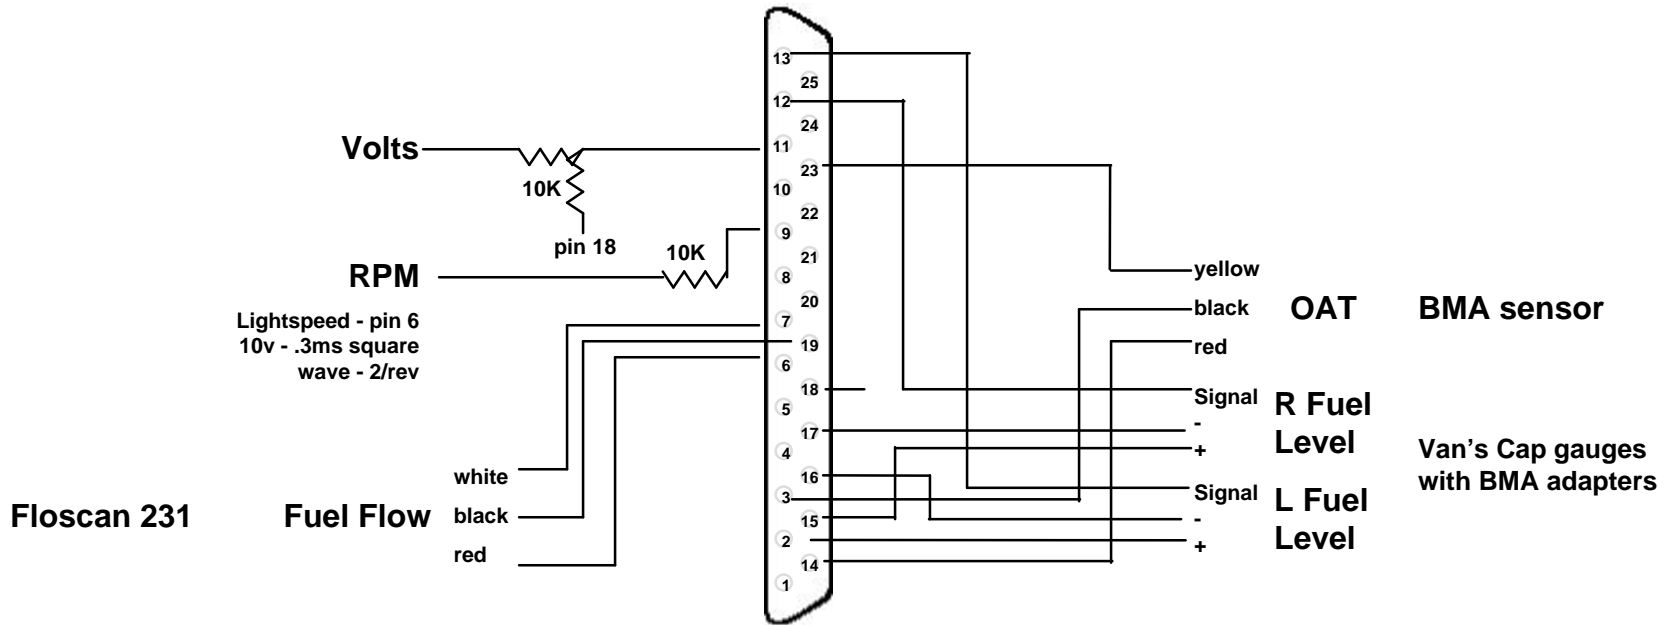 13
25
12
24
Volts
11
23
10K
10
22
pin 18
9
10K
21
RPM
8
yellow
20
Lightspeed - pin 6
10v - .3ms square
wave - 2/rev
7
black
OAT
BMA sensor
19
red
6
18
Signal
R Fuel
Level
5
-
17
+
4
Van's Cap gauges
with BMA adapters
white
16
3
Signal
L Fuel
Level
Floscan 231
Fuel Flow
black
15
-
2
+
red
14
1